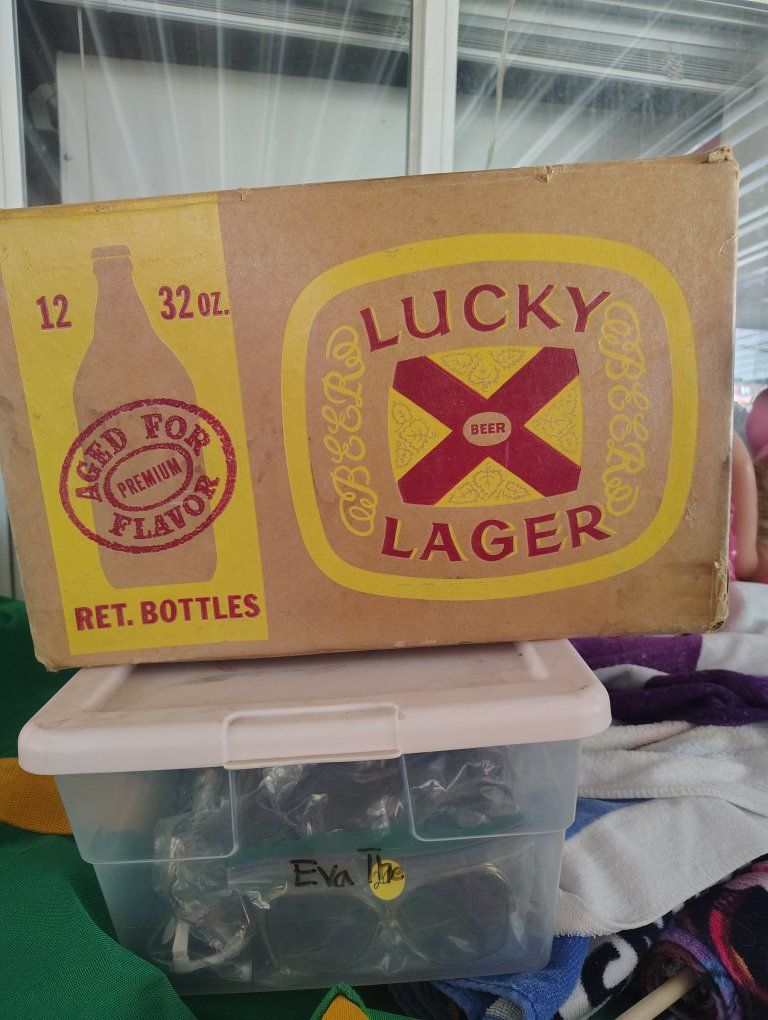 12 32 oz.
AGED FOR
PREMIUM
FLAVOR
RET. BOTTLES
LUCKY
BEER
BEER
BEER
LAGER
Eva